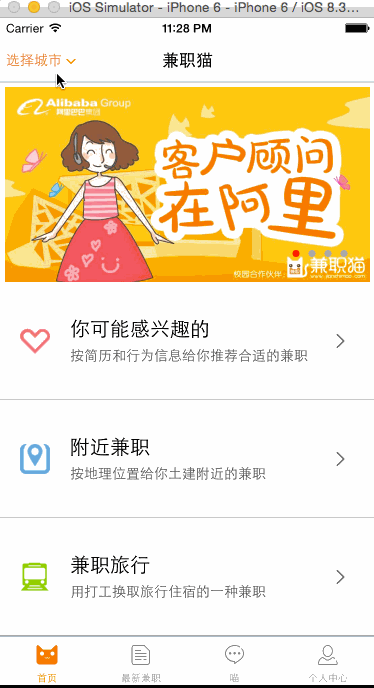 iOS Simulator - iPhone 6 - iPhone 6 / iOS 8.3...
Carrier 11:28 PM
选择城市 兼职猫
Alibaba Group
阿里巴巴集团
客户顾问
在阿里
校园合作伙伴:
兼职猫
你可能感兴趣的
按简历和行为信息给你推荐合适的兼职
附近兼职
按地理位置给你土建附近的兼职
兼职旅行
用打工换取旅行住宿的一种兼职
首页 最新兼职 喵 个人中心